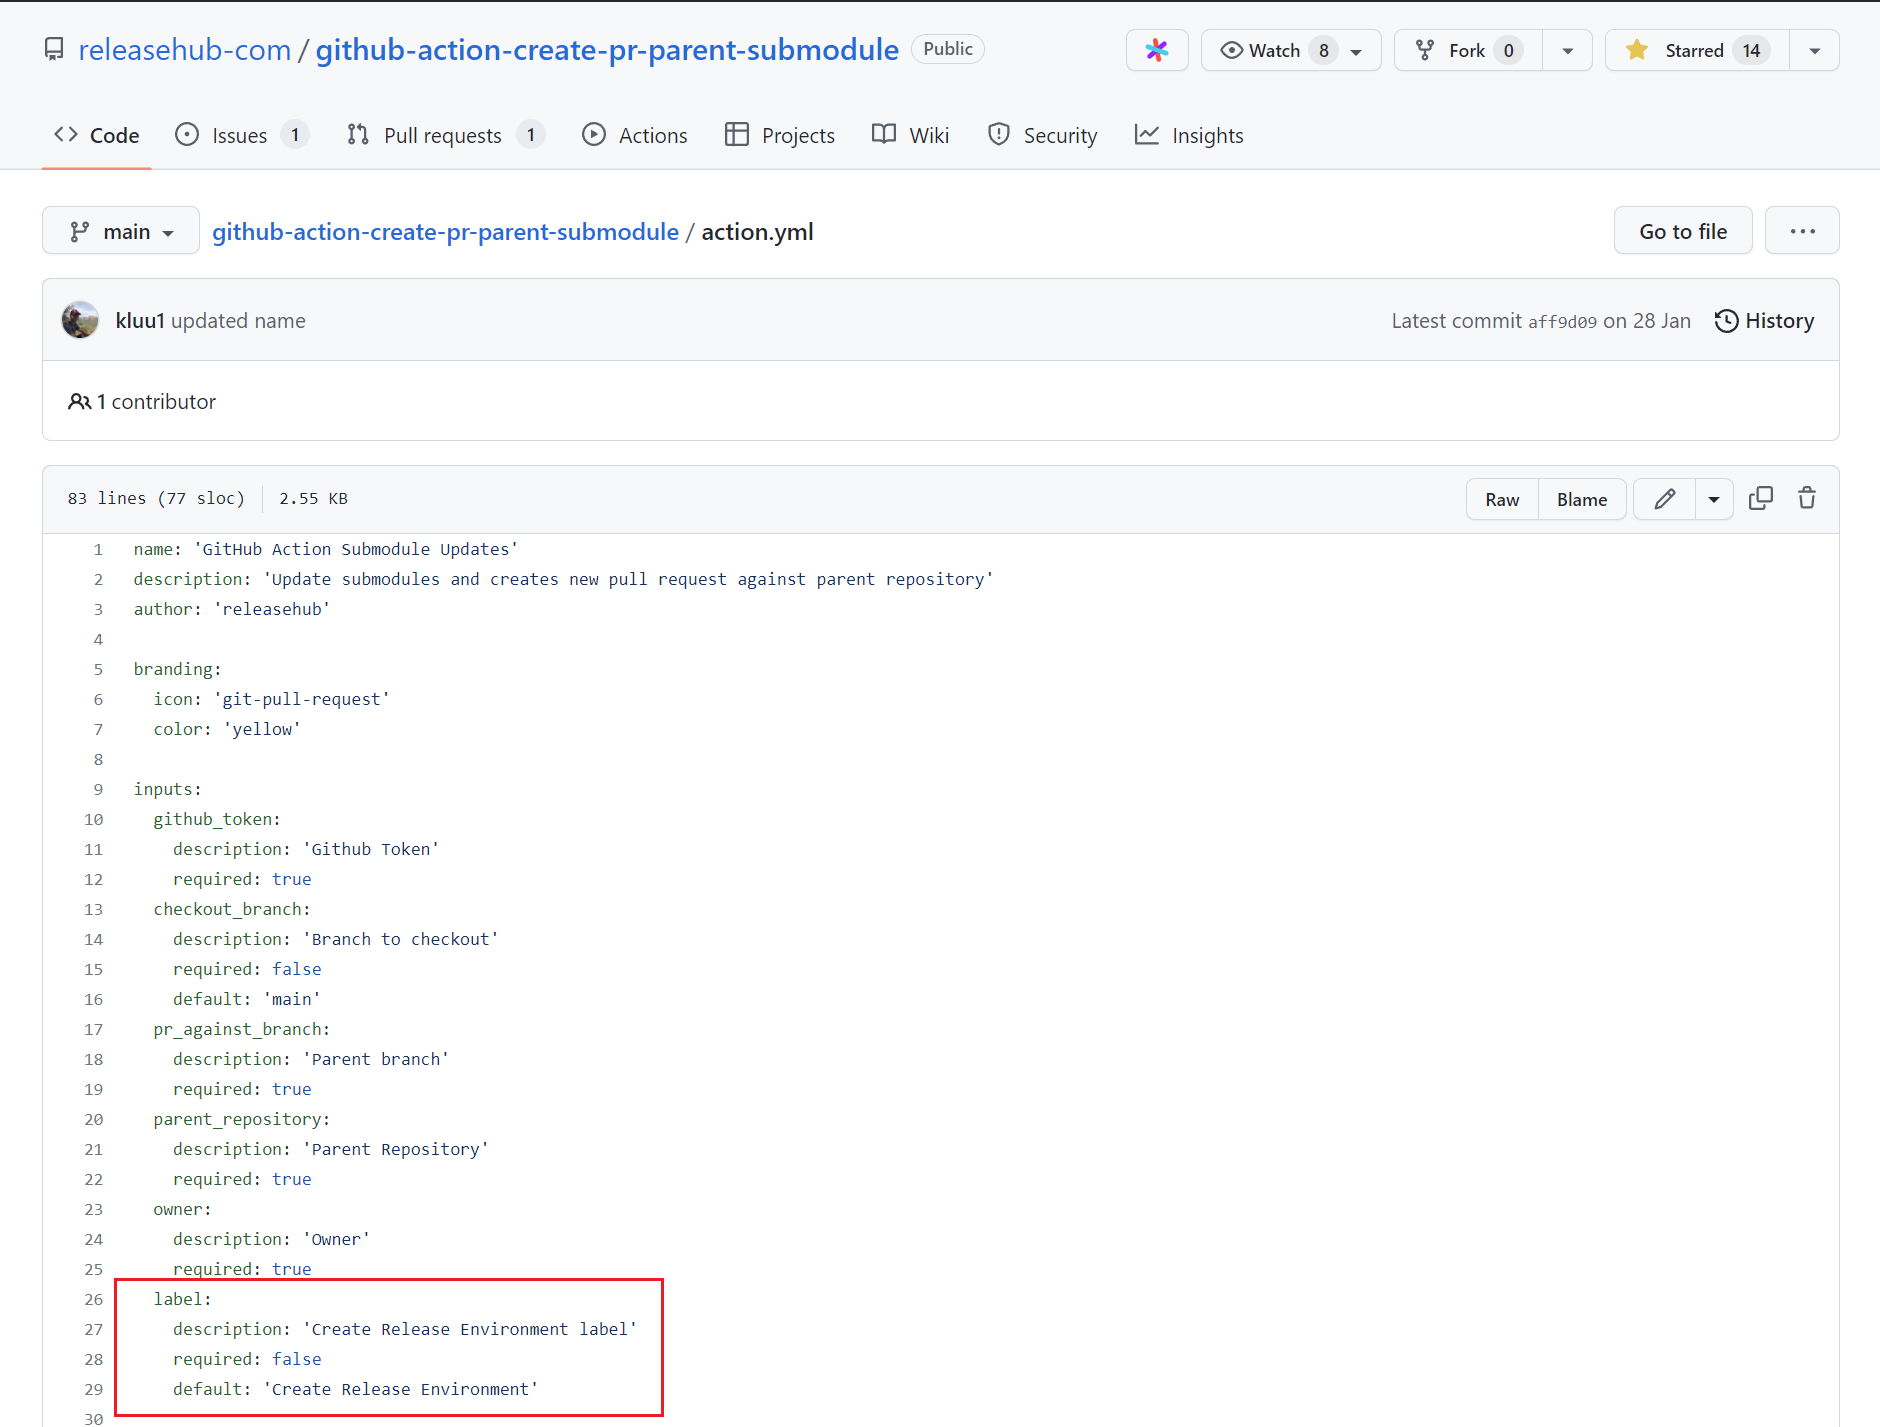 releasehub-com / github-action-create-pr-parent-submodule Public Watch 8 Fork 0 Starred 14
Code Issues 1 Pull requests 1 Actions Projects Wiki Security Insights
main github-action-create-pr-parent-submodule / action.yml Go to file ...
kluu1 updated name Latest commit aff9d09 on 28 Jan History
1 contributor
83 lines (77 sloc) 2.55 KB Raw Blame
1 name: 'GitHub Action Submodule Updates'
2 description: 'Update submodules and creates new pull request against parent repository'
3 author: 'releasehub'
4
5 branding:
6 icon: 'git-pull-request'
7 color: 'yellow'
8
9 inputs:
10 github_token:
11 description: 'Github Token'
12 required: true
13 checkout_branch:
14 description: 'Branch to checkout'
15 required: false
16 default: 'main'
17 pr_against_branch:
18 description: 'Parent branch'
19 required: true
20 parent_repository:
21 description: 'Parent Repository'
22 required: true
23 owner:
24 description: 'Owner'
25 required: true
26 label:
27 description: 'Create Release Environment label'
28 required: false
29 default: 'Create Release Environment'
30